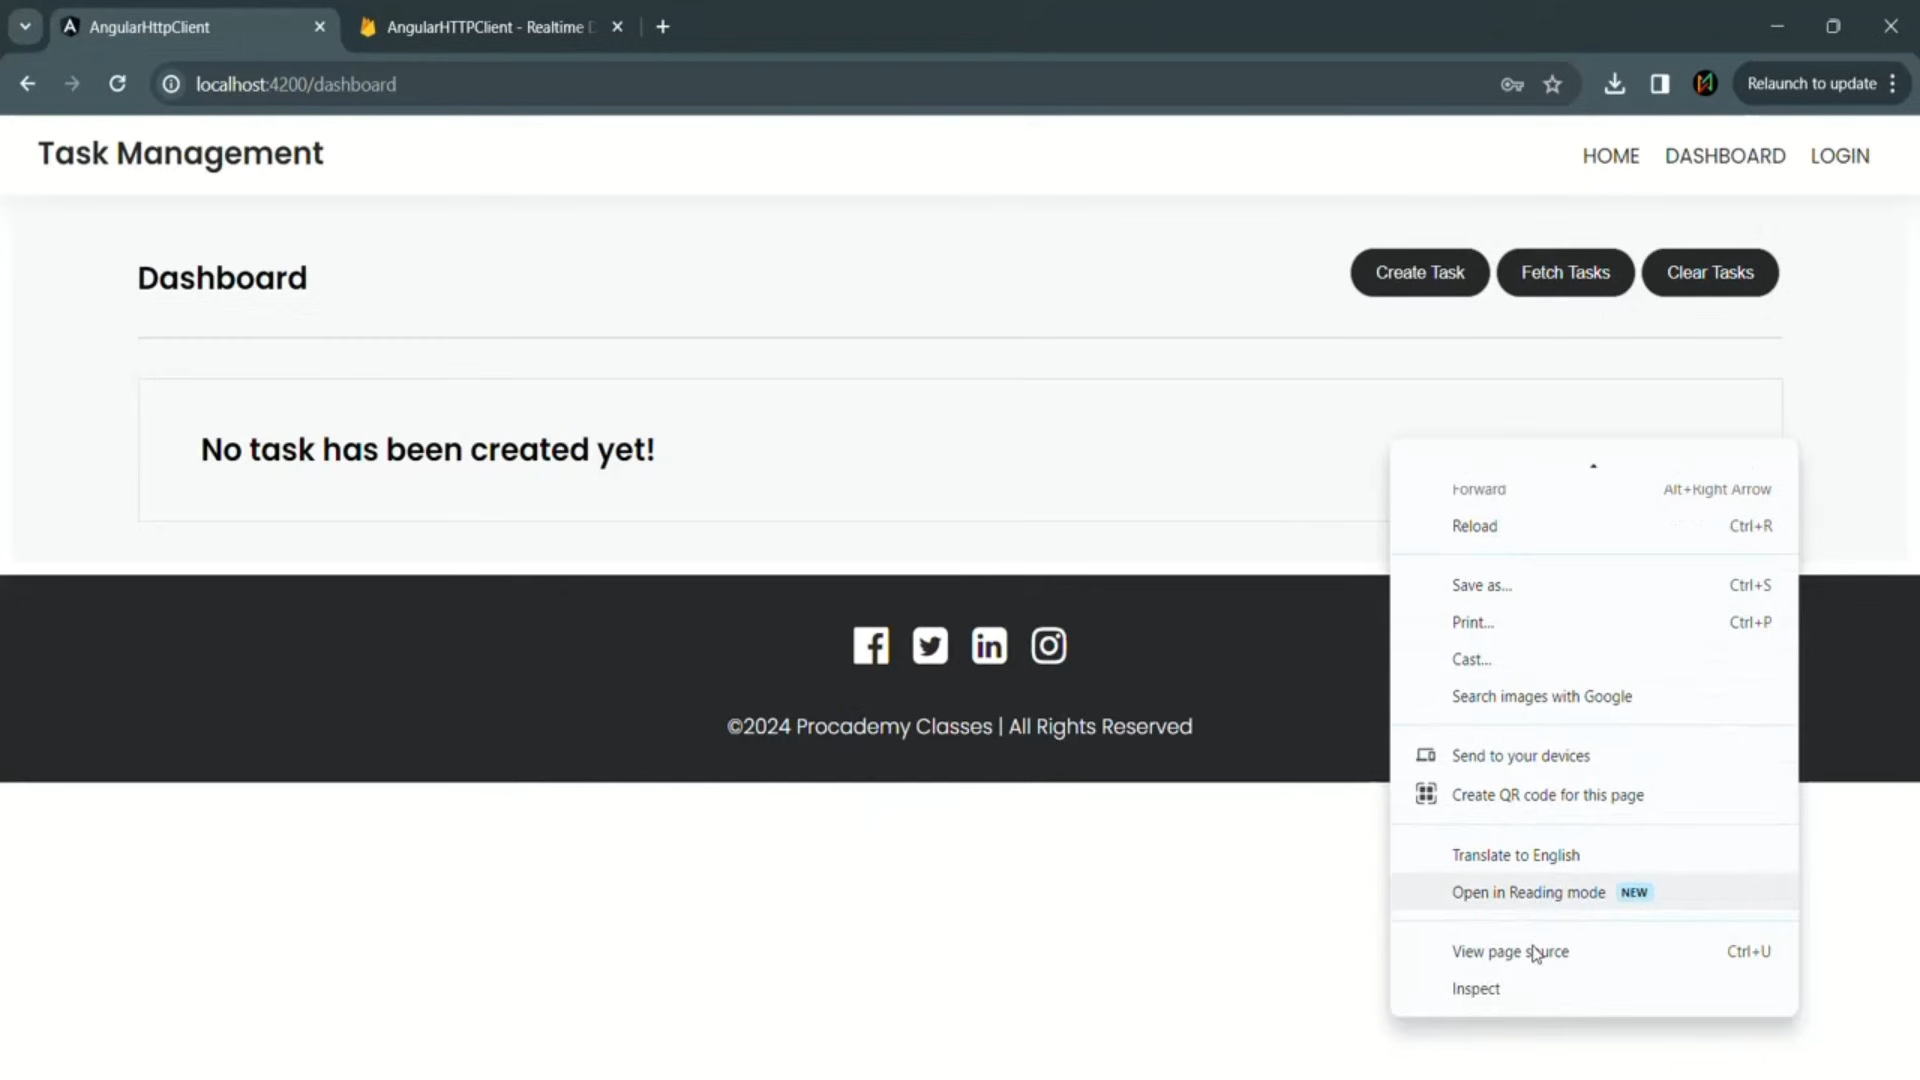 AngularHttpClient
AngularHTTPClient - Realtime
localhost:4200/dashboard
Relaunch to update
Task Management
HOME DASHBOARD LOGIN
Dashboard
Create Task Fetch Tasks Clear Tasks
No task has been created yet!
Forward Alt+Right Arrow
Reload Ctrl+R
Save as... Ctrl+S
Print... Ctrl+P
Cast...
Search images with Google
Send to your devices
Create QR code for this page
Translate to English
Open in Reading mode NEW
View page source Ctrl+U
Inspect
©2024 Procademy Classes | All Rights Reserved